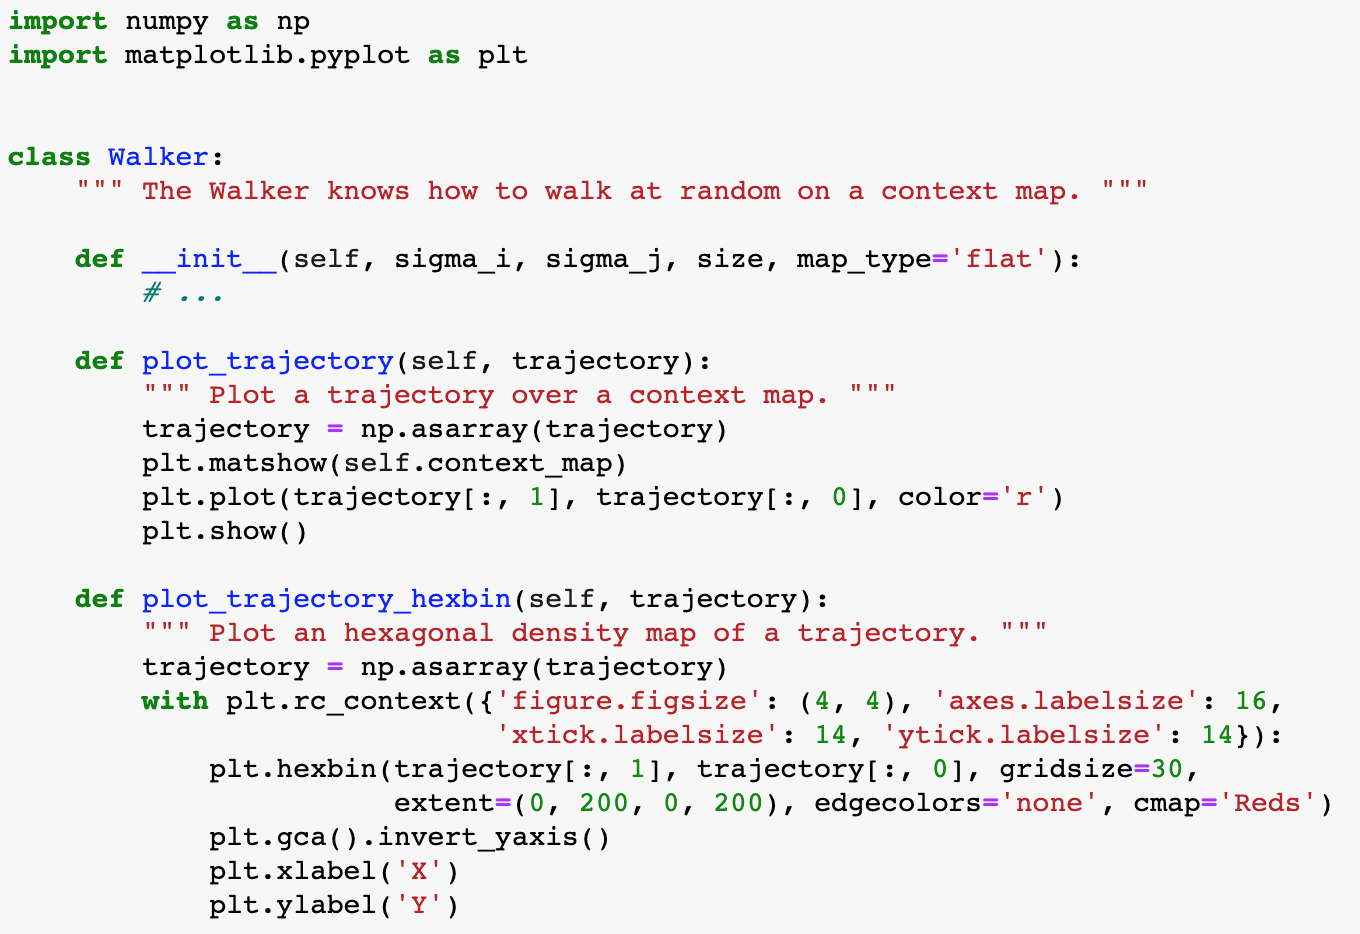 import numpy as np
import matplotlib.pyplot as plt
class Walker:
    """ The Walker knows how to walk at random on a context map. """
    def __init__(self, sigma_i, sigma_j, size, map_type='flat'):
        # ...
    def plot_trajectory(self, trajectory):
        """ Plot a trajectory over a context map. """
        trajectory = np.asarray(trajectory)
        plt.matshow(self.context_map)
        plt.plot(trajectory[:, 1], trajectory[:, 0], color='r')
        plt.show()
    def plot_trajectory_hexbin(self, trajectory):
        """ Plot an hexagonal density map of a trajectory. """
        trajectory = np.asarray(trajectory)
        with plt.rc_context({'figure.figsize': (4, 4), 'axes.labelsize': 16,
                             'xtick.labelsize': 14, 'ytick.labelsize': 14}):
            plt.hexbin(trajectory[:, 1], trajectory[:, 0], gridsize=30,
                       extent=(0, 200, 0, 200), edgecolors='none', cmap='Reds')
            plt.gca().invert_yaxis()
            plt.xlabel('X')
            plt.ylabel('Y')